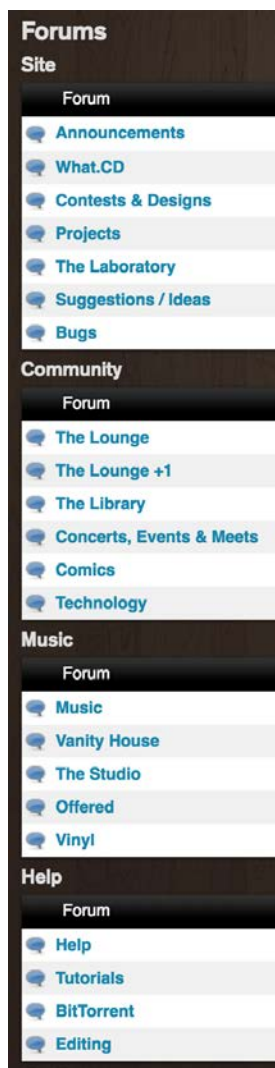 Forums
Site
Forum
Announcements
What.CD
Contests & Designs
Projects
The Laboratory
Suggestions / Ideas
Bugs
Community
Forum
The Lounge
The Lounge +1
The Library
Concerts, Events & Meets
Comics
Technology
Music
Forum
Music
Vanity House
The Studio
Offered
Vinyl
Help
Forum
Help
Tutorials
BitTorrent
Editing